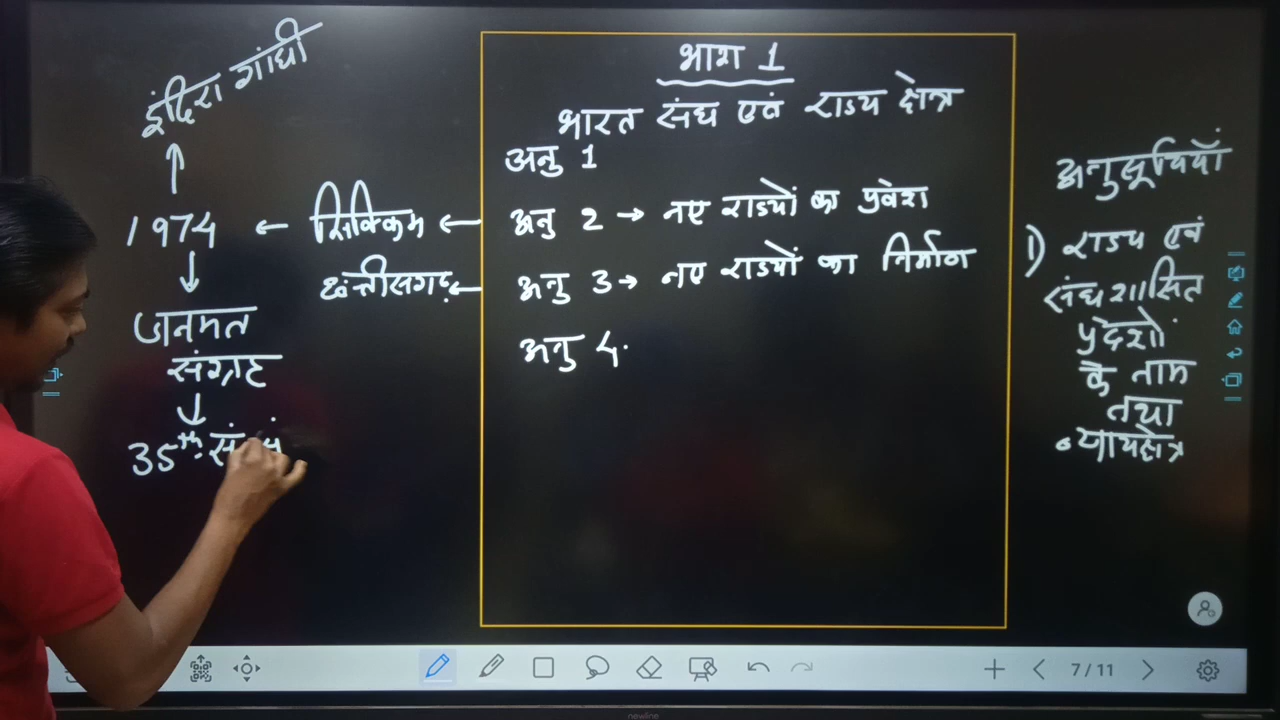 इंदिरा गांधी
1974 ← सिक्किम ←
छत्तीसगढ़ ←
जनमत
संग्रह
35th सं
भाग 1
भारत संघ एवं राज्य क्षेत्र
अनु 1
अनु 2 → नए राज्यों का प्रवेश
अनु 3 → नए राज्यों का निर्माण
अनु 4.
अनुसूचियाँ
1) राज्य एवं
संघशासित
प्रदेशों
के नाम
तथा
न्यायक्षेत्र
7/11
newline